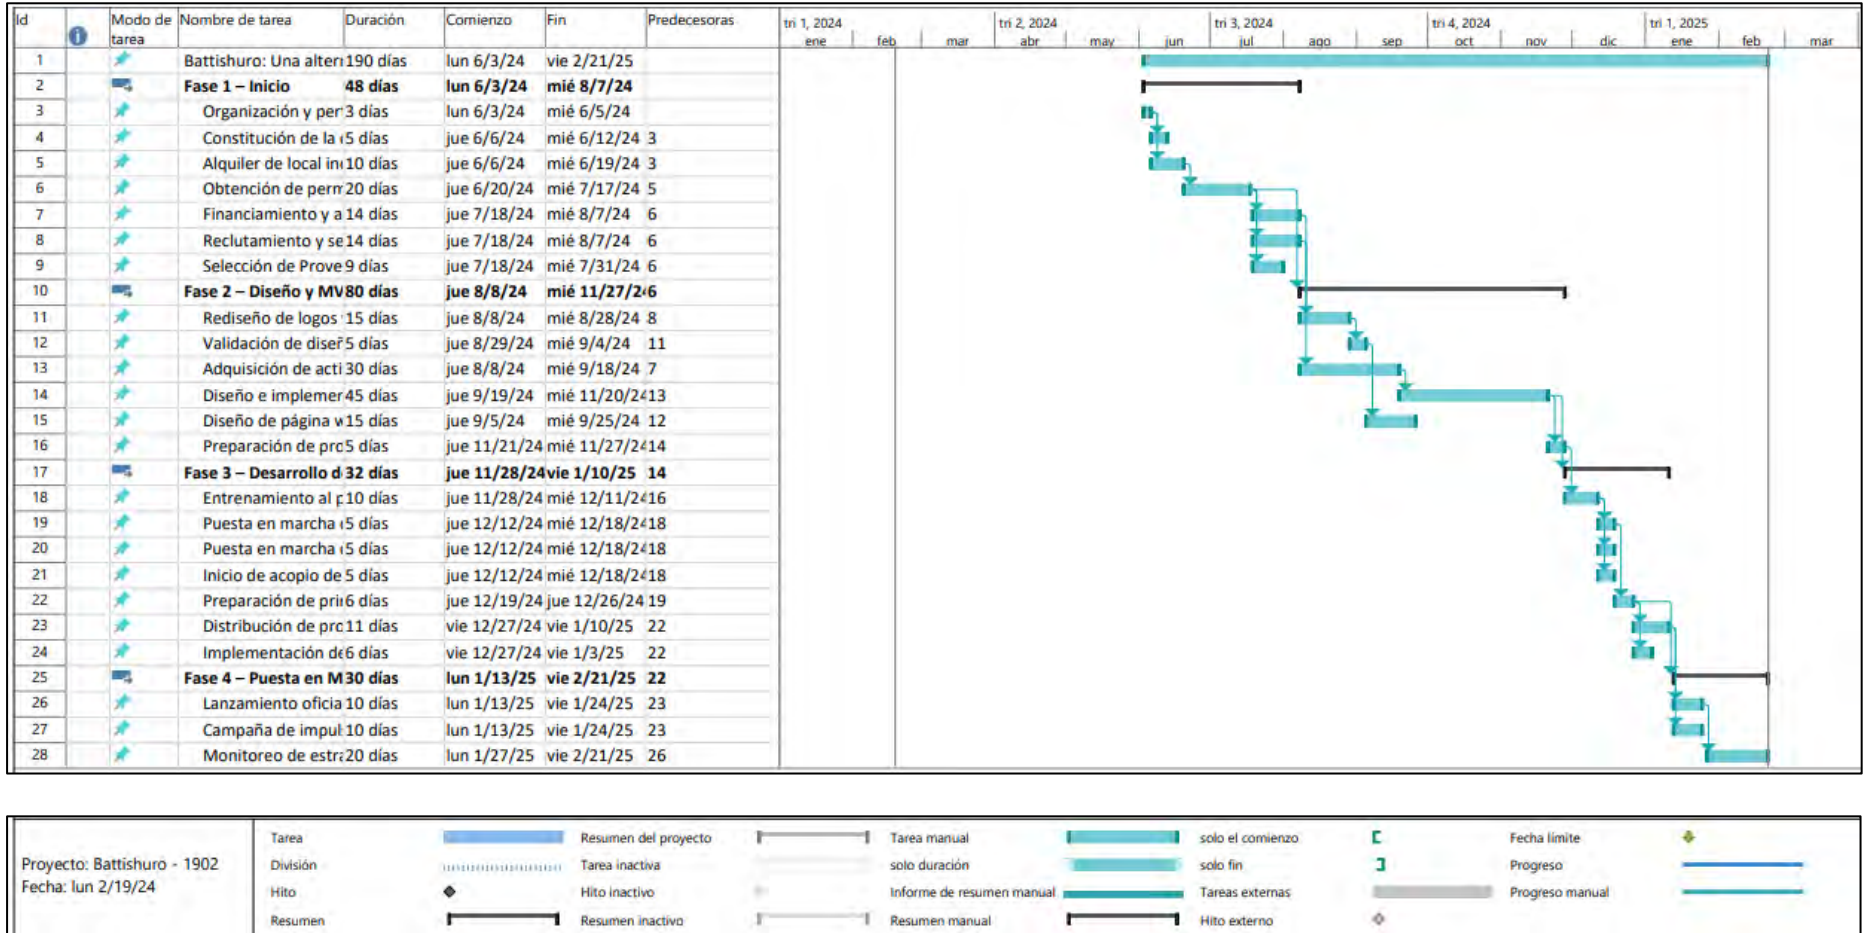 Id Modo de tarea Nombre de tarea Duración Comienzo Fin Predecesoras
tri 1, 2024 tri 2, 2024 tri 3, 2024 tri 4, 2024 tri 1, 2025
ene feb mar abr may jun jul ago sep oct nov dic ene feb mar
1 Battishuro: Una altern 190 días lun 6/3/24 vie 2/21/25
2 Fase 1 – Inicio 48 días lun 6/3/24 mié 8/7/24
3 Organización y per 3 días lun 6/3/24 mié 6/5/24
4 Constitución de la 5 días jue 6/6/24 mié 6/12/24 3
5 Alquiler de local in 10 días jue 6/6/24 mié 6/19/24 3
6 Obtención de perm 20 días jue 6/20/24 mié 7/17/24 5
7 Financiamiento y a 14 días jue 7/18/24 mié 8/7/24 6
8 Reclutamiento y se 14 días jue 7/18/24 mié 8/7/24 6
9 Selección de Prove 9 días jue 7/18/24 mié 7/31/24 6
10 Fase 2 – Diseño y MV 80 días jue 8/8/24 mié 11/27/24 6
11 Rediseño de logos 15 días jue 8/8/24 mié 8/28/24 8
12 Validación de diseñ 5 días jue 8/29/24 mié 9/4/24 11
13 Adquisición de acti 30 días jue 8/8/24 mié 9/18/24 7
14 Diseño e implemen 45 días jue 9/19/24 mié 11/20/24 13
15 Diseño de página w 15 días jue 9/5/24 mié 9/25/24 12
16 Preparación de pro 5 días jue 11/21/24 mié 11/27/24 14
17 Fase 3 – Desarrollo d 32 días jue 11/28/24 vie 1/10/25 14
18 Entrenamiento al p 10 días jue 11/28/24 mié 12/11/24 16
19 Puesta en marcha 5 días jue 12/12/24 mié 12/18/24 18
20 Puesta en marcha 5 días jue 12/12/24 mié 12/18/24 18
21 Inicio de acopio de 5 días jue 12/12/24 mié 12/18/24 18
22 Preparación de pri 6 días jue 12/19/24 jue 12/26/24 19
23 Distribución de pro 11 días vie 12/27/24 vie 1/10/25 22
24 Implementación de 6 días vie 12/27/24 vie 1/3/25 22
25 Fase 4 – Puesta en M 30 días lun 1/13/25 vie 2/21/25 22
26 Lanzamiento oficia 10 días lun 1/13/25 vie 1/24/25 23
27 Campaña de impul 10 días lun 1/13/25 vie 1/24/25 23
28 Monitoreo de estra 20 días lun 1/27/25 vie 2/21/25 26
Proyecto: Battishuro - 1902
Fecha: lun 2/19/24
Tarea Resumen del proyecto Tarea manual solo el comienzo Fecha límite
División Tarea inactiva solo duración solo fin Progreso
Hito Hito inactivo Informe de resumen manual Tareas externas Progreso manual
Resumen Resumen inactivo Resumen manual Hito externo